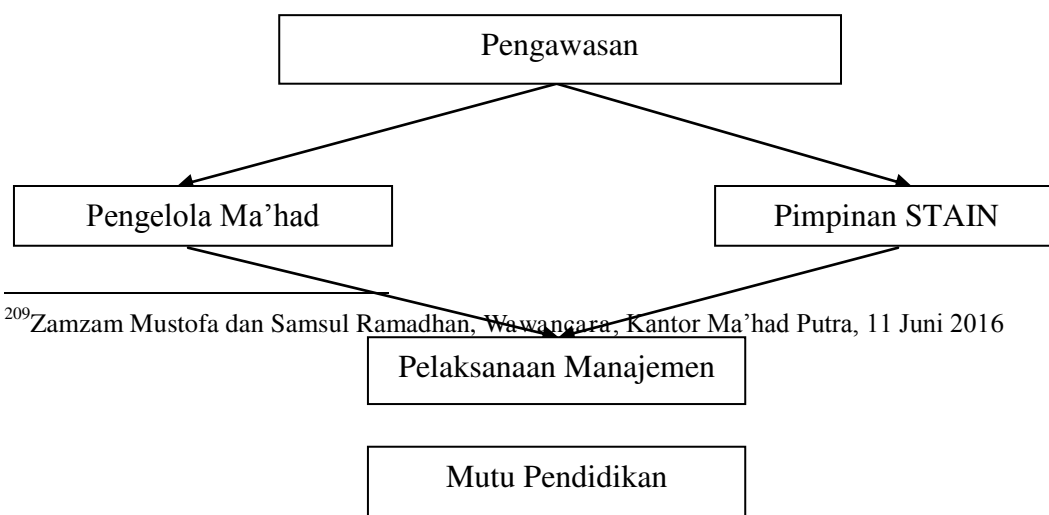 Pengawasan
Pengelola Ma’had
Pimpinan STAIN
209Zamzam Mustofa dan Samsul Ramadhan, Wawancara, Kantor Ma’had Putra, 11 Juni 2016
Pelaksanaan Manajemen
Mutu Pendidikan